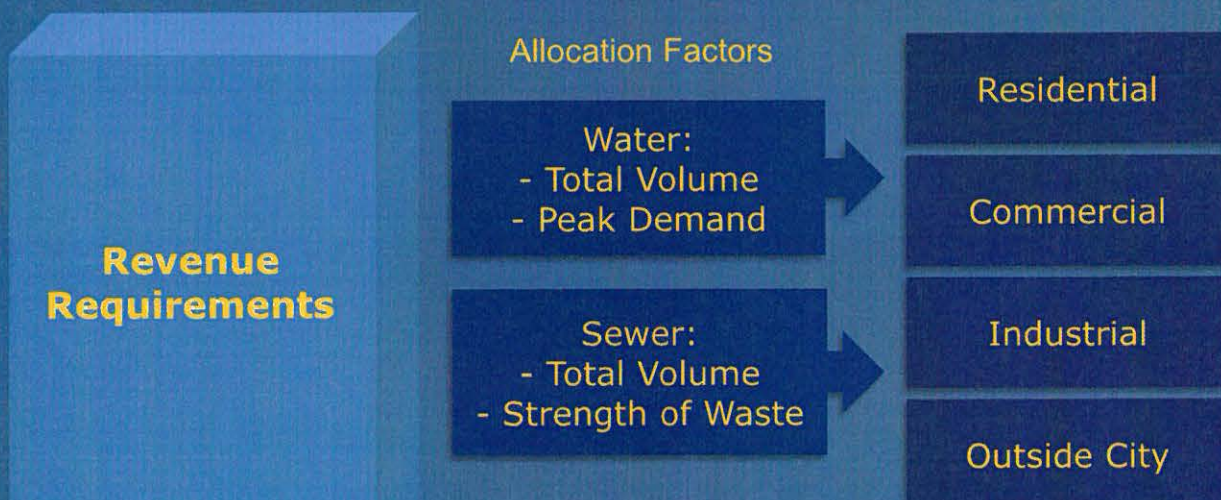 Revenue
Requirements
Allocation Factors
Water:
- Total Volume
- Peak Demand
Sewer:
- Total Volume
- Strength of Waste
Residential
Commercial
Industrial
Outside City